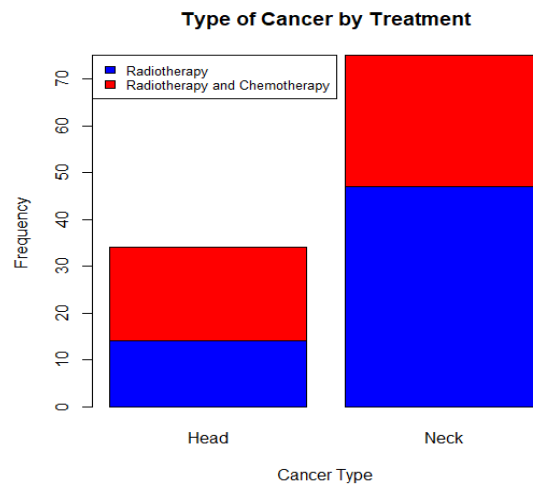 Type of Cancer by Treatment
Radiotherapy
Radiotherapy and Chemotherapy
70
60
50
40
30
20
10
0
Frequency
Head
Neck
Cancer Type